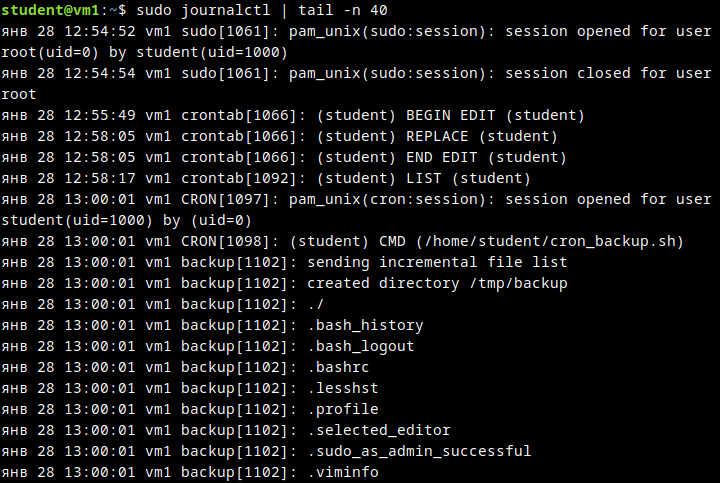 student@vm1:~$ sudo journalctl | tail -n 40
янв 28 12:54:52 vm1 sudo[1061]: pam_unix(sudo:session): session opened for user
root(uid=0) by student(uid=1000)
янв 28 12:54:54 vm1 sudo[1061]: pam_unix(sudo:session): session closed for user
root
янв 28 12:55:49 vm1 crontab[1066]: (student) BEGIN EDIT (student)
янв 28 12:58:05 vm1 crontab[1066]: (student) REPLACE (student)
янв 28 12:58:05 vm1 crontab[1066]: (student) END EDIT (student)
янв 28 12:58:17 vm1 crontab[1092]: (student) LIST (student)
янв 28 13:00:01 vm1 CRON[1097]: pam_unix(cron:session): session opened for user
student(uid=1000) by (uid=0)
янв 28 13:00:01 vm1 CRON[1098]: (student) CMD (/home/student/cron_backup.sh)
янв 28 13:00:01 vm1 backup[1102]: sending incremental file list
янв 28 13:00:01 vm1 backup[1102]: created directory /tmp/backup
янв 28 13:00:01 vm1 backup[1102]: ./
янв 28 13:00:01 vm1 backup[1102]: .bash_history
янв 28 13:00:01 vm1 backup[1102]: .bash_logout
янв 28 13:00:01 vm1 backup[1102]: .bashrc
янв 28 13:00:01 vm1 backup[1102]: .lesshst
янв 28 13:00:01 vm1 backup[1102]: .profile
янв 28 13:00:01 vm1 backup[1102]: .selected_editor
янв 28 13:00:01 vm1 backup[1102]: .sudo_as_admin_successful
янв 28 13:00:01 vm1 backup[1102]: .viminfo